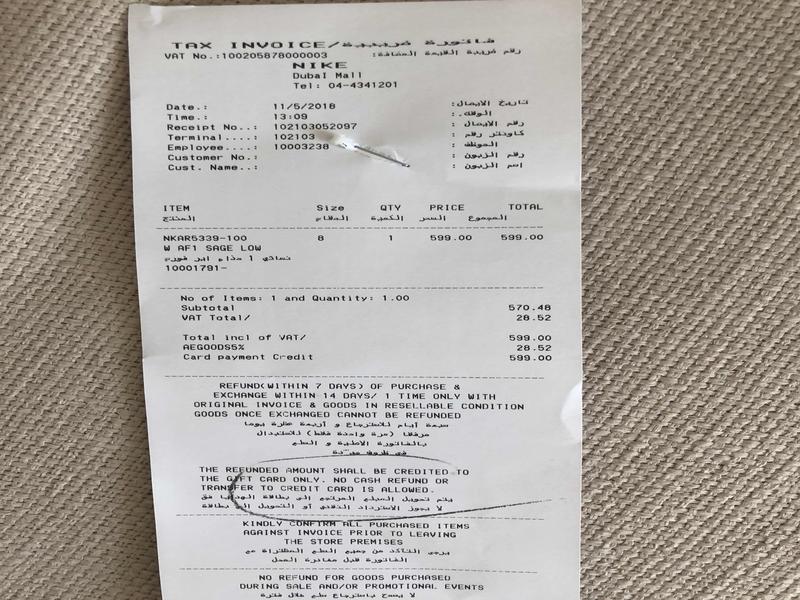 TAX INVOICE/فاتورة ضريبية
VAT No.:100205878000003 رقم ضريبة القيمة المضافة:
NIKE
Dubai Mall
Tel: 04-4341201
Date.: 11/5/2018 تاريخ الايصال:
Time.: 13:09 الوقت.:
Receipt No..: 102103052097 رقم الايصال:
Terminal....: 102103 كاونتر رقم:
Employee....: 10003238 الموظف:
Customer No.: رقم الزبون:
Cust. Name..: اسم الزبون:
ITEM Size QTY PRICE TOTAL
المنتج المقاس الكمية السعر المجموع
NKAR5339-100 8 1 599.00 599.00
W AF1 SAGE LOW
نسائي 1 حذاء اير فورج
10001791-
No of Items: 1 and Quantity: 1.00
Subtotal 570.48
VAT Total/ 28.52
Total incl of VAT/ 599.00
AEGOODS5% 28.52
Card payment Credit 599.00
REFUND(WITHIN 7 DAYS) OF PURCHASE &
EXCHANGE WITHIN 14 DAYS/ 1 TIME ONLY WITH
ORIGINAL INVOICE & GOODS IN RESELLABLE CONDITION
GOODS ONCE EXCHANGED CANNOT BE REFUNDED
سبعة أيام للاسترجاع و أربعة عشرة يوما
(مرة واحدة فقط) للاستبدال
بالفاتورة الأصلية و السلع
في ظروف
THE REFUNDED AMOUNT SHALL BE CREDITED TO
THE GIFT CARD ONLY. NO CASH REFUND OR
TRANSFER TO CREDIT CARD IS ALLOWED.
يتم تحويل المبلغ المرتجع إلى بطاقة الهدايا فق
لا يجوز الاسترداد النقدي أو التحويل إلى بطاقة
KINDLY CONFIRM ALL PURCHASED ITEMS
AGAINST INVOICE PRIOR TO LEAVING
THE STORE PREMISES
يرجى التأكد من جميع السلع المشتراة مع
الفاتورة قبل مغادرة المحل
NO REFUND FOR GOODS PURCHASED
DURING SALE AND/OR PROMOTIONAL EVENTS
لا يسمح باسترجاع سلع خلال فترة